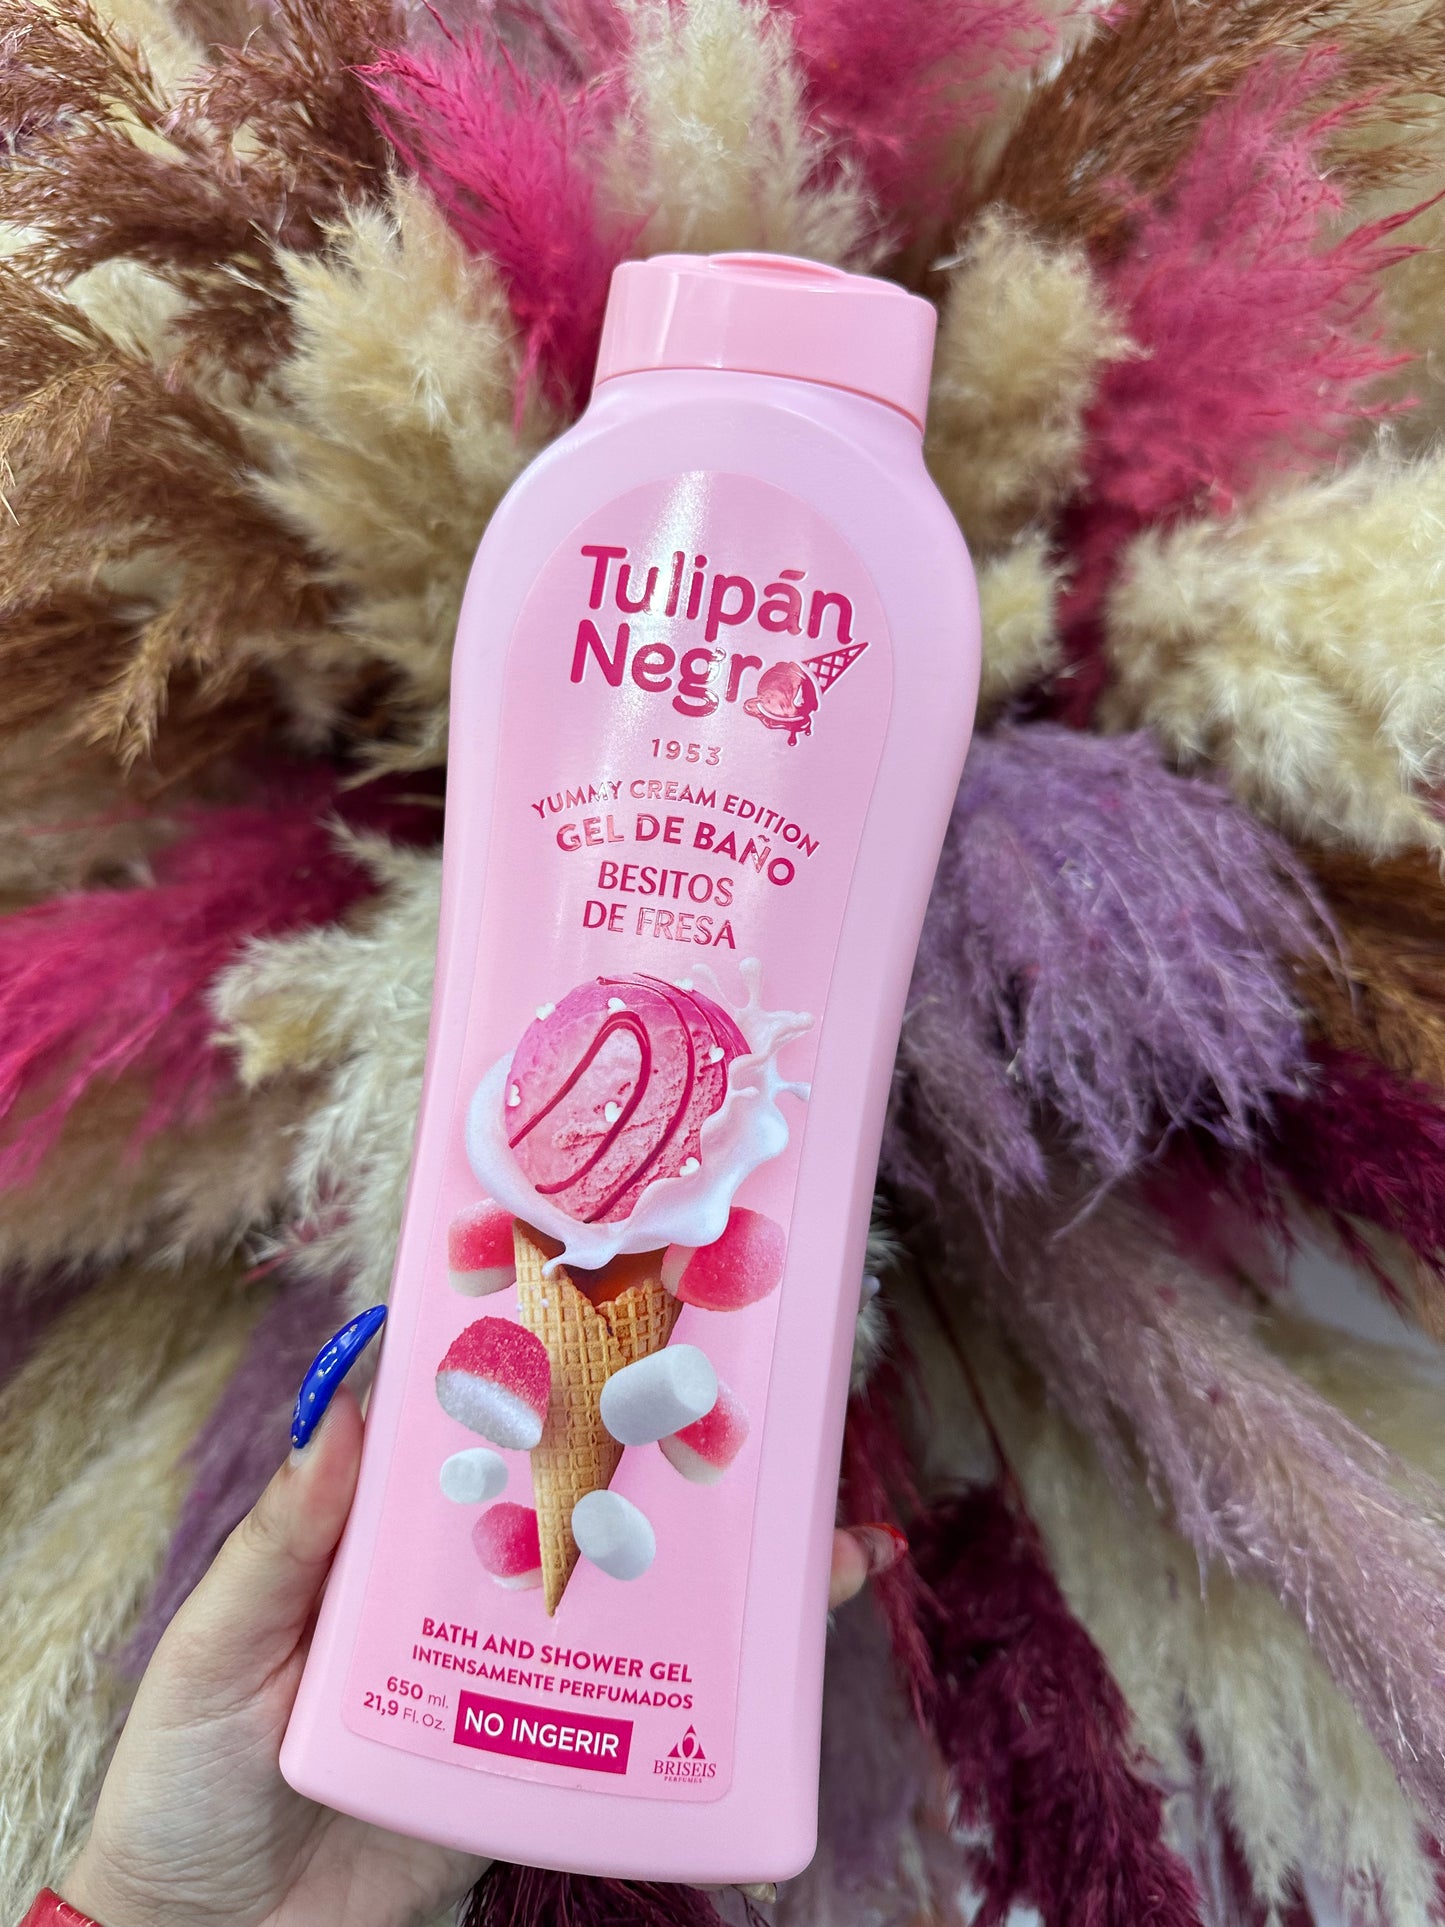 Tulipán
Negro
1953
YUMMY CREAM EDITION
GEL DE BAÑO
BESITOS
DE FRESA
BATH AND SHOWER GEL
INTENSAMENTE PERFUMADOS
650 ml.
21,9 Fl. Oz.
NO INGERIR
BRISEIS
PERFUMES